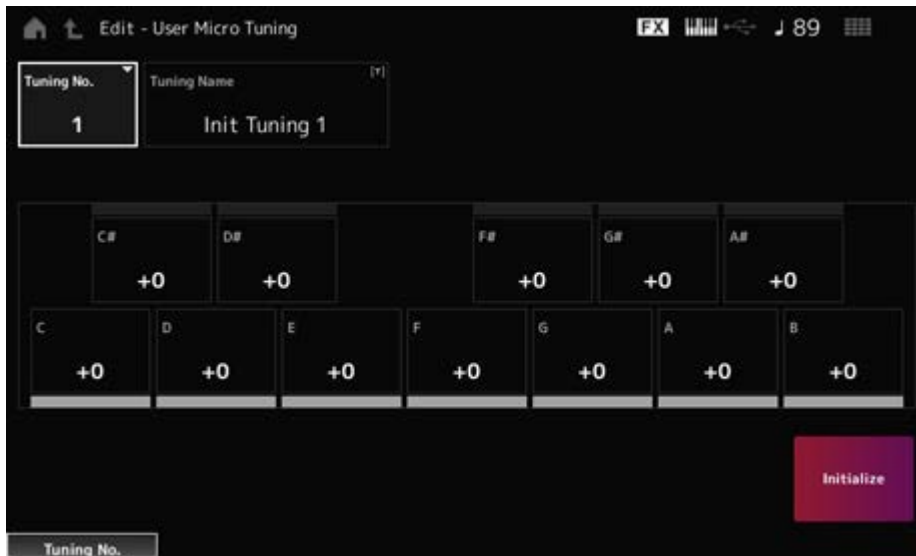 Edit - User Micro Tuning FX ♩ 89
Tuning No. Tuning Name [T]
1 Init Tuning 1
C# D# F# G# A#
+0 +0 +0 +0 +0
C D E F G A B
+0 +0 +0 +0 +0 +0 +0
Initialize
Tuning No.